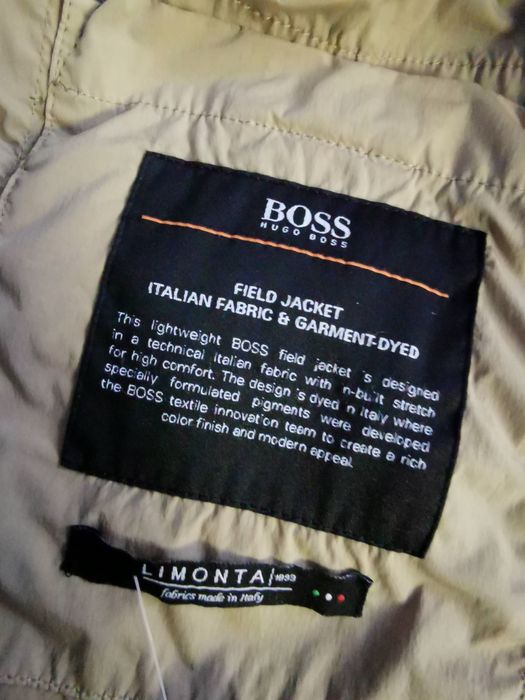 BOSS
HUGO BOSS
FIELD JACKET
ITALIAN FABRIC & GARMENT-DYED
This lightweight BOSS field jacket is designed
in a technical italian fabric with in-built stretch
for high comfort. The design is dyed in Italy where
specially formulated pigments were developed
the BOSS textile innovation team to create a rich
color finish and modern appeal.
LIMONTA 1893
fabrics made in Italy